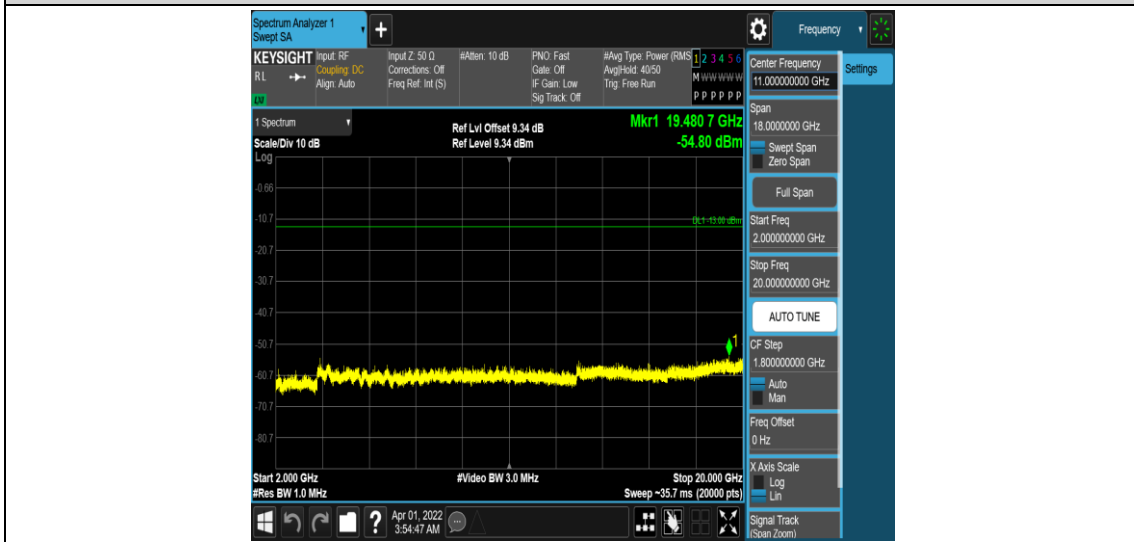 Spectrum Analyzer 1
Swept SA
+
Frequency
KEYSIGHT
RL
LXI
Input: RF
Coupling: DC
Align: Auto
Input Z: 50 Ω
Corrections: Off
Freq Ref: Int (S)
#Atten: 10 dB
PNO: Fast
Gate: Off
IF Gain: Low
Sig Track: Off
#Avg Type: Power (RMS
Avg|Hold: 40/50
Trig: Free Run
1 2 3 4 5 6
M W W W W W
P P P P P P
1 Spectrum
Scale/Div 10 dB
Log
Ref Lvl Offset 9.34 dB
Ref Level 9.34 dBm
Mkr1 19.480 7 GHz
-54.80 dBm
-0.66
-10.7
DL1 -13.00 dBm
-20.7
-30.7
-40.7
-50.7
1
-60.7
-70.7
-80.7
Start 2.000 GHz
#Res BW 1.0 MHz
#Video BW 3.0 MHz
Stop 20.000 GHz
Sweep ~35.7 ms (20000 pts)
Center Frequency
11.000000000 GHz
Settings
Span
18.0000000 GHz
Swept Span
Zero Span
Full Span
Start Freq
2.000000000 GHz
Stop Freq
20.000000000 GHz
AUTO TUNE
CF Step
1.800000000 GHz
Auto
Man
Freq Offset
0 Hz
X Axis Scale
Log
Lin
Signal Track
(Span Zoom)
?
Apr 01, 2022
3:54:47 AM